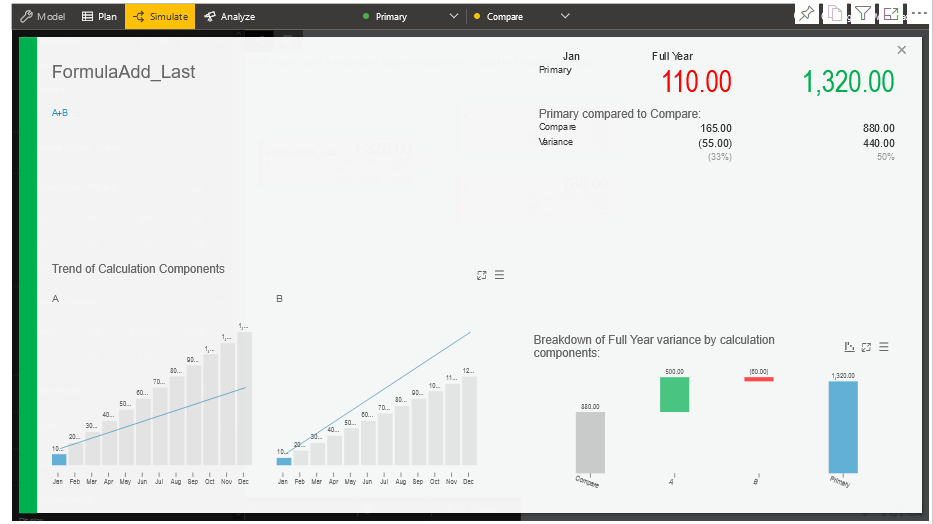 Model Plan Simulate Analyze Primary Compare
FormulaAdd_Last
A+B
Jan Full Year
Primary 110.00 1,320.00
Primary compared to Compare:
Compare 165.00 880.00
Variance (55.00) 440.00
(33%) 50%
Trend of Calculation Components
A
10... 20... 30... 40... 50... 60... 70... 80... 90... 1,... 1,... 1,...
Jan Feb Mar Apr May Jun Jul Aug Sep Oct Nov Dec
B
10... 20... 30... 40... 50... 60... 70... 80... 90... 10... 11... 12...
Jan Feb Mar Apr May Jun Jul Aug Sep Oct Nov Dec
Breakdown of Full Year variance by calculation
components:
880.00 500.00 (60.00) 1,320.00
Compare A B Primary